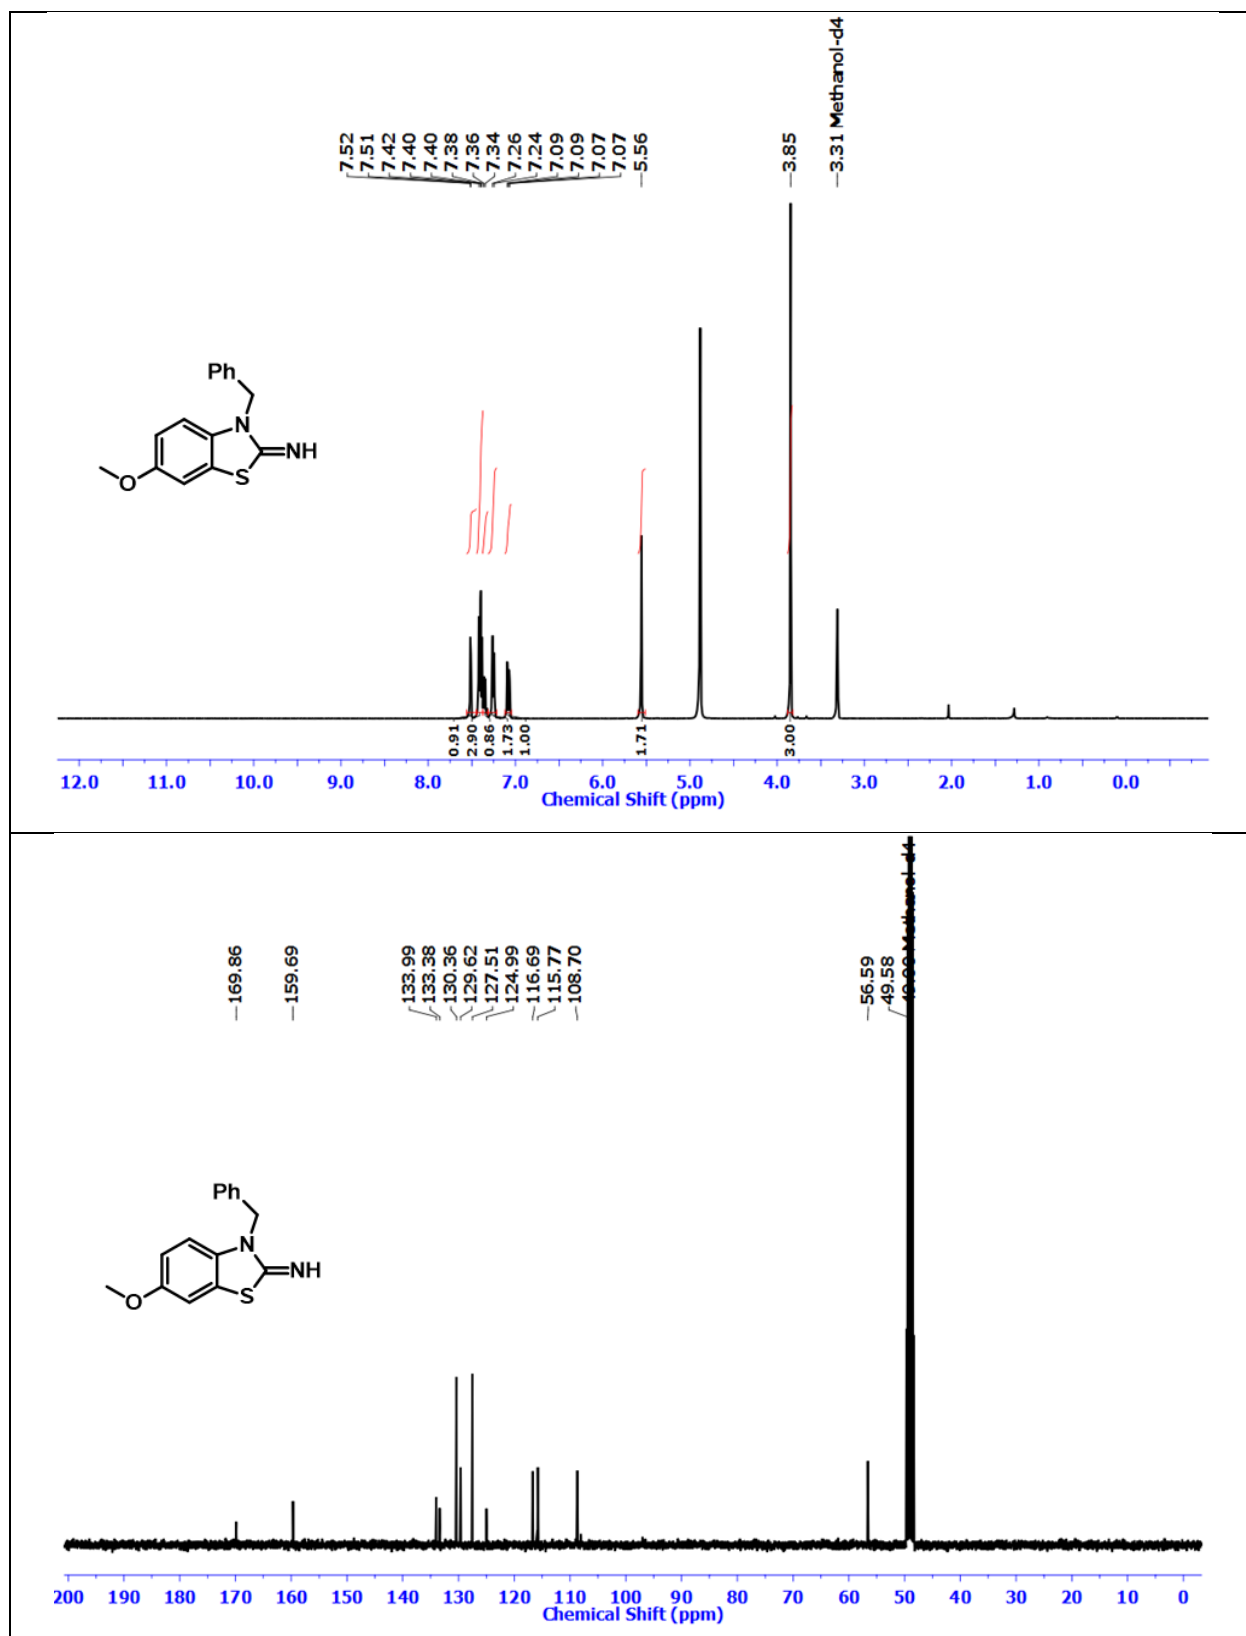 7.52
7.51
7.42
7.40
7.40
7.38
7.36
7.34
7.26
7.24
7.09
7.09
7.07
7.07
5.56
3.85
3.31 Methanol-d4
Ph
N
NH
O
S
0.91
2.90
0.86
1.73
1.00
1.71
3.00
12.0 11.0 10.0 9.0 8.0 7.0 6.0 5.0 4.0 3.0 2.0 1.0 0.0
Chemical Shift (ppm)
169.86
159.69
133.99
133.38
130.36
129.62
127.51
124.99
116.69
115.77
108.70
56.59
49.58
49.00 Methanol-d4
Ph
N
NH
O
S
200 190 180 170 160 150 140 130 120 110 100 90 80 70 60 50 40 30 20 10 0
Chemical Shift (ppm)